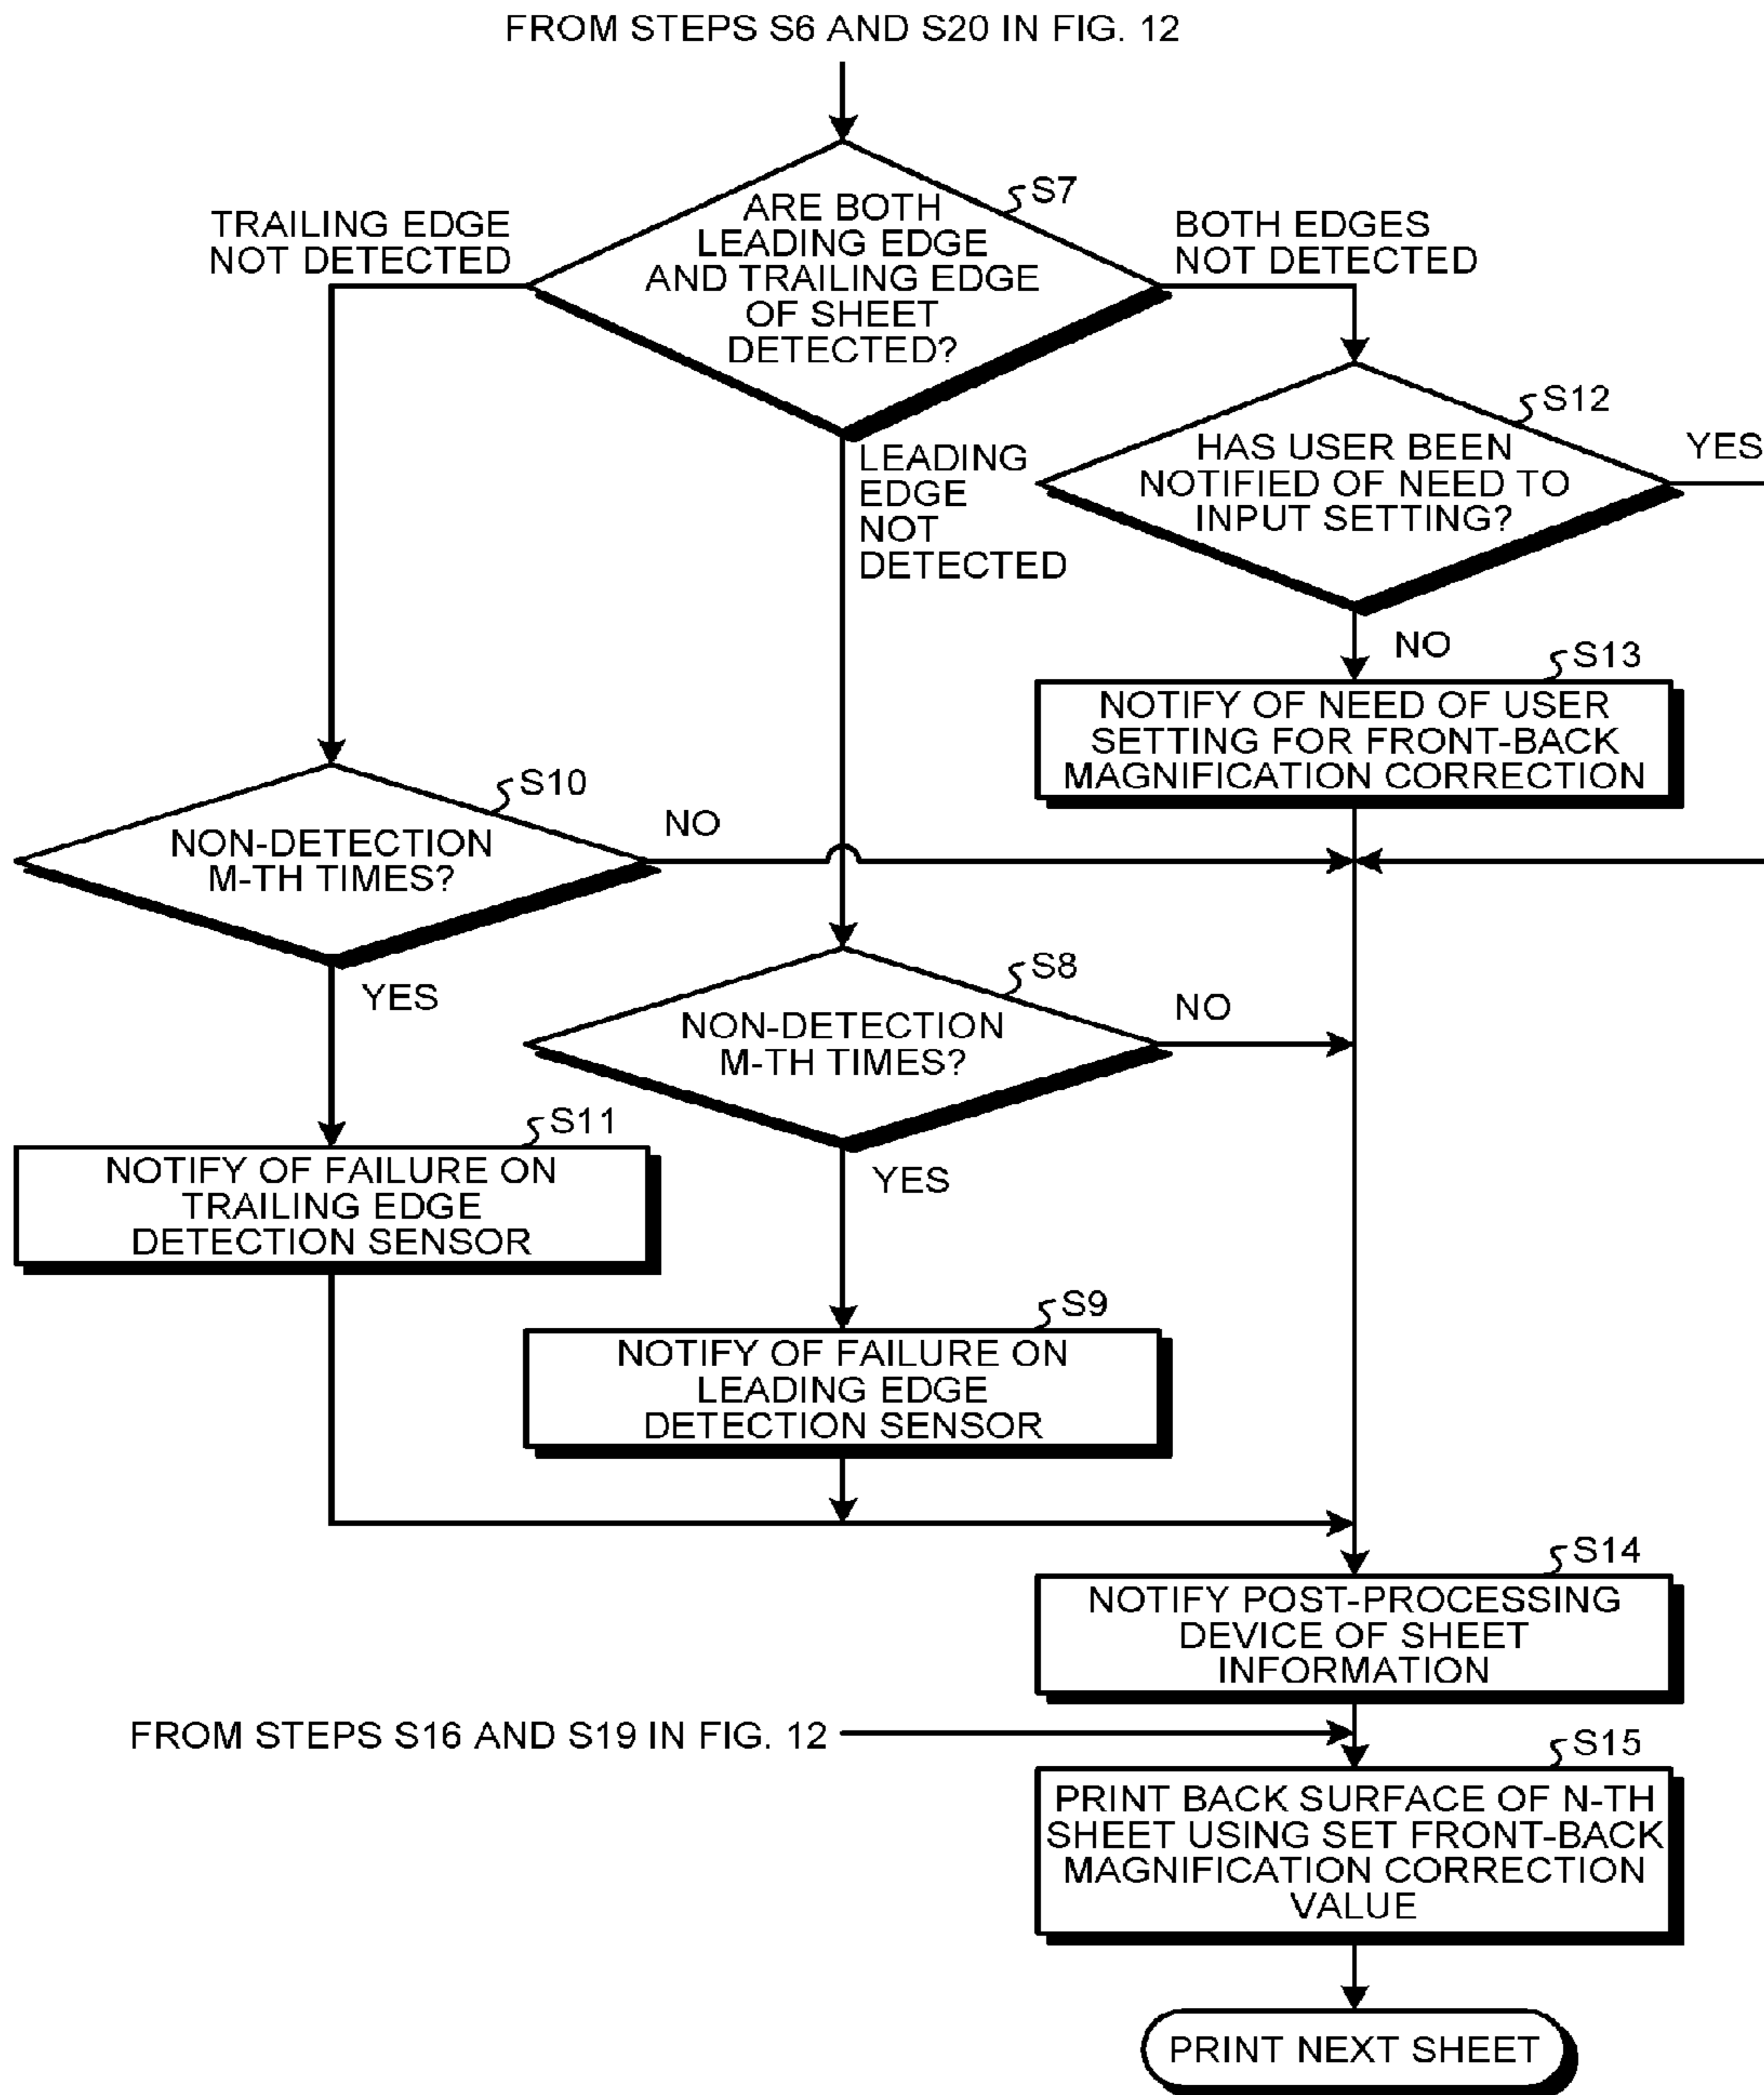 FROM STEPS S6 AND S20 IN FIG. 12
S7
ARE BOTH
LEADING EDGE
AND TRAILING EDGE
OF SHEET
DETECTED?
TRAILING EDGE
NOT DETECTED
BOTH EDGES
NOT DETECTED
LEADING
EDGE
NOT
DETECTED
S12
HAS USER BEEN
NOTIFIED OF NEED TO
INPUT SETTING?
YES
NO
S13
NOTIFY OF NEED OF USER
SETTING FOR FRONT-BACK
MAGNIFICATION CORRECTION
S10
NON-DETECTION
M-TH TIMES?
NO
YES
S8
NON-DETECTION
M-TH TIMES?
NO
YES
S11
NOTIFY OF FAILURE ON
TRAILING EDGE
DETECTION SENSOR
S9
NOTIFY OF FAILURE ON
LEADING EDGE
DETECTION SENSOR
S14
NOTIFY POST-PROCESSING
DEVICE OF SHEET
INFORMATION
FROM STEPS S16 AND S19 IN FIG. 12
S15
PRINT BACK SURFACE OF N-TH
SHEET USING SET FRONT-BACK
MAGNIFICATION CORRECTION
VALUE
PRINT NEXT SHEET